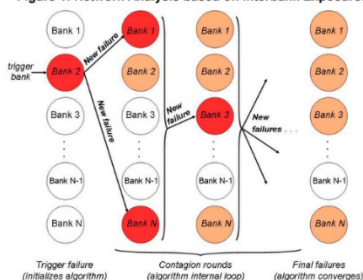 Figure 1. Network Analysis based on Interbank Exposures
Bank 1 Bank 1 Bank 1 Bank 1
New failure
trigger bank
Bank 2 Bank 2 Bank 2 Bank 2
New failure
New failure
Bank 3 Bank 3 Bank 3 Bank 3
New failures . . .
Bank N-1 Bank N-1 Bank N-1 Bank N-1
Bank N Bank N Bank N Bank N
Trigger failure Contagion rounds Final failures
(initializes algorithm) (algorithm internal loop) (algorithm converges)